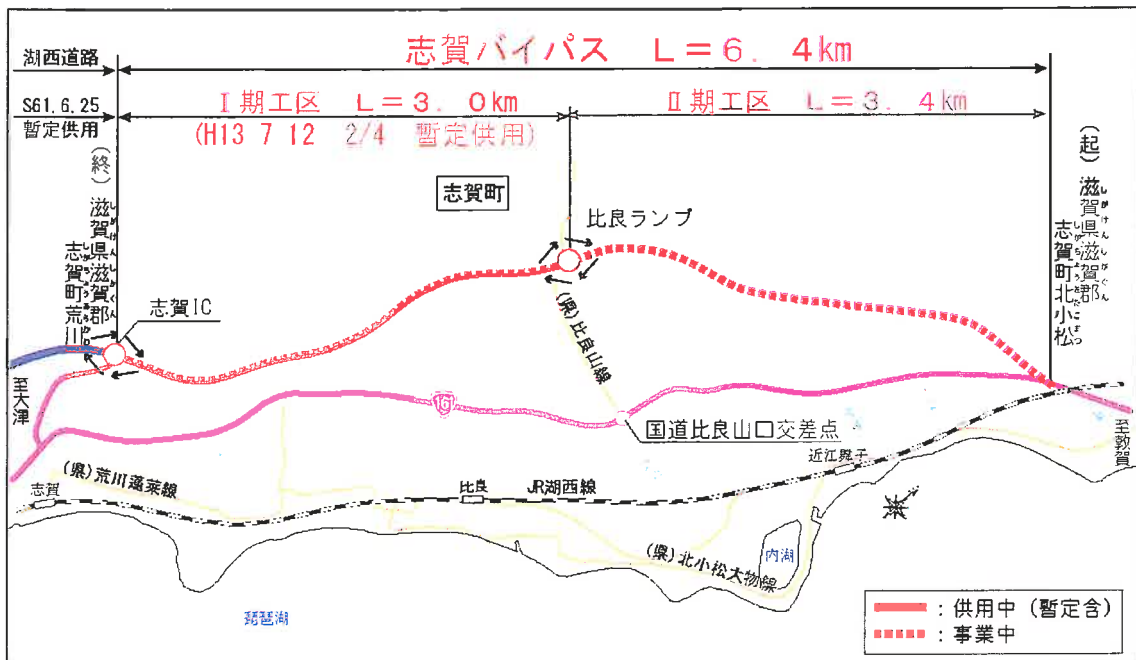 湖西道路
志賀バイパス L=6.4km
S61.6.25
暫定供用
Ⅰ期工区 L=3.0km
(H13 7 12 2/4 暫定供用)
Ⅱ期工区 L=3.4km
志賀町
比良ランプ
(終)滋賀県滋賀郡
志賀町荒川
志賀IC
(起)滋賀県滋賀郡
志賀町北小松
至大津
(県)比良山線
国道比良山口交差点
至敦賀
近江舞子
(県)荒川蓬莱線
志賀
比良
JR湖西線
内湖
(県)北小松大物線
琵琶湖
:供用中(暫定含)
:事業中